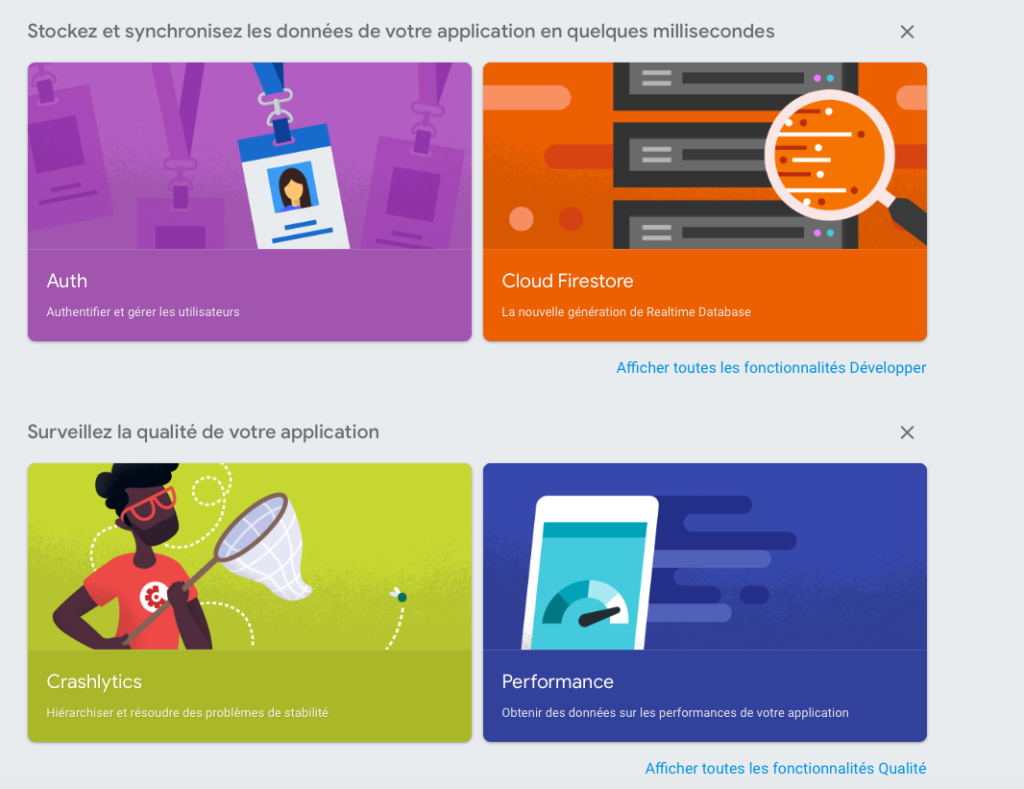 Stockez et synchronisez les données de votre application en quelques millisecondes
Auth
Authentifier et gérer les utilisateurs
Cloud Firestore
La nouvelle génération de Realtime Database
Afficher toutes les fonctionnalités Développer
Surveillez la qualité de votre application
Crashlytics
Hiérarchiser et résoudre des problèmes de stabilité
Performance
Obtenir des données sur les performances de votre application
Afficher toutes les fonctionnalités Qualité